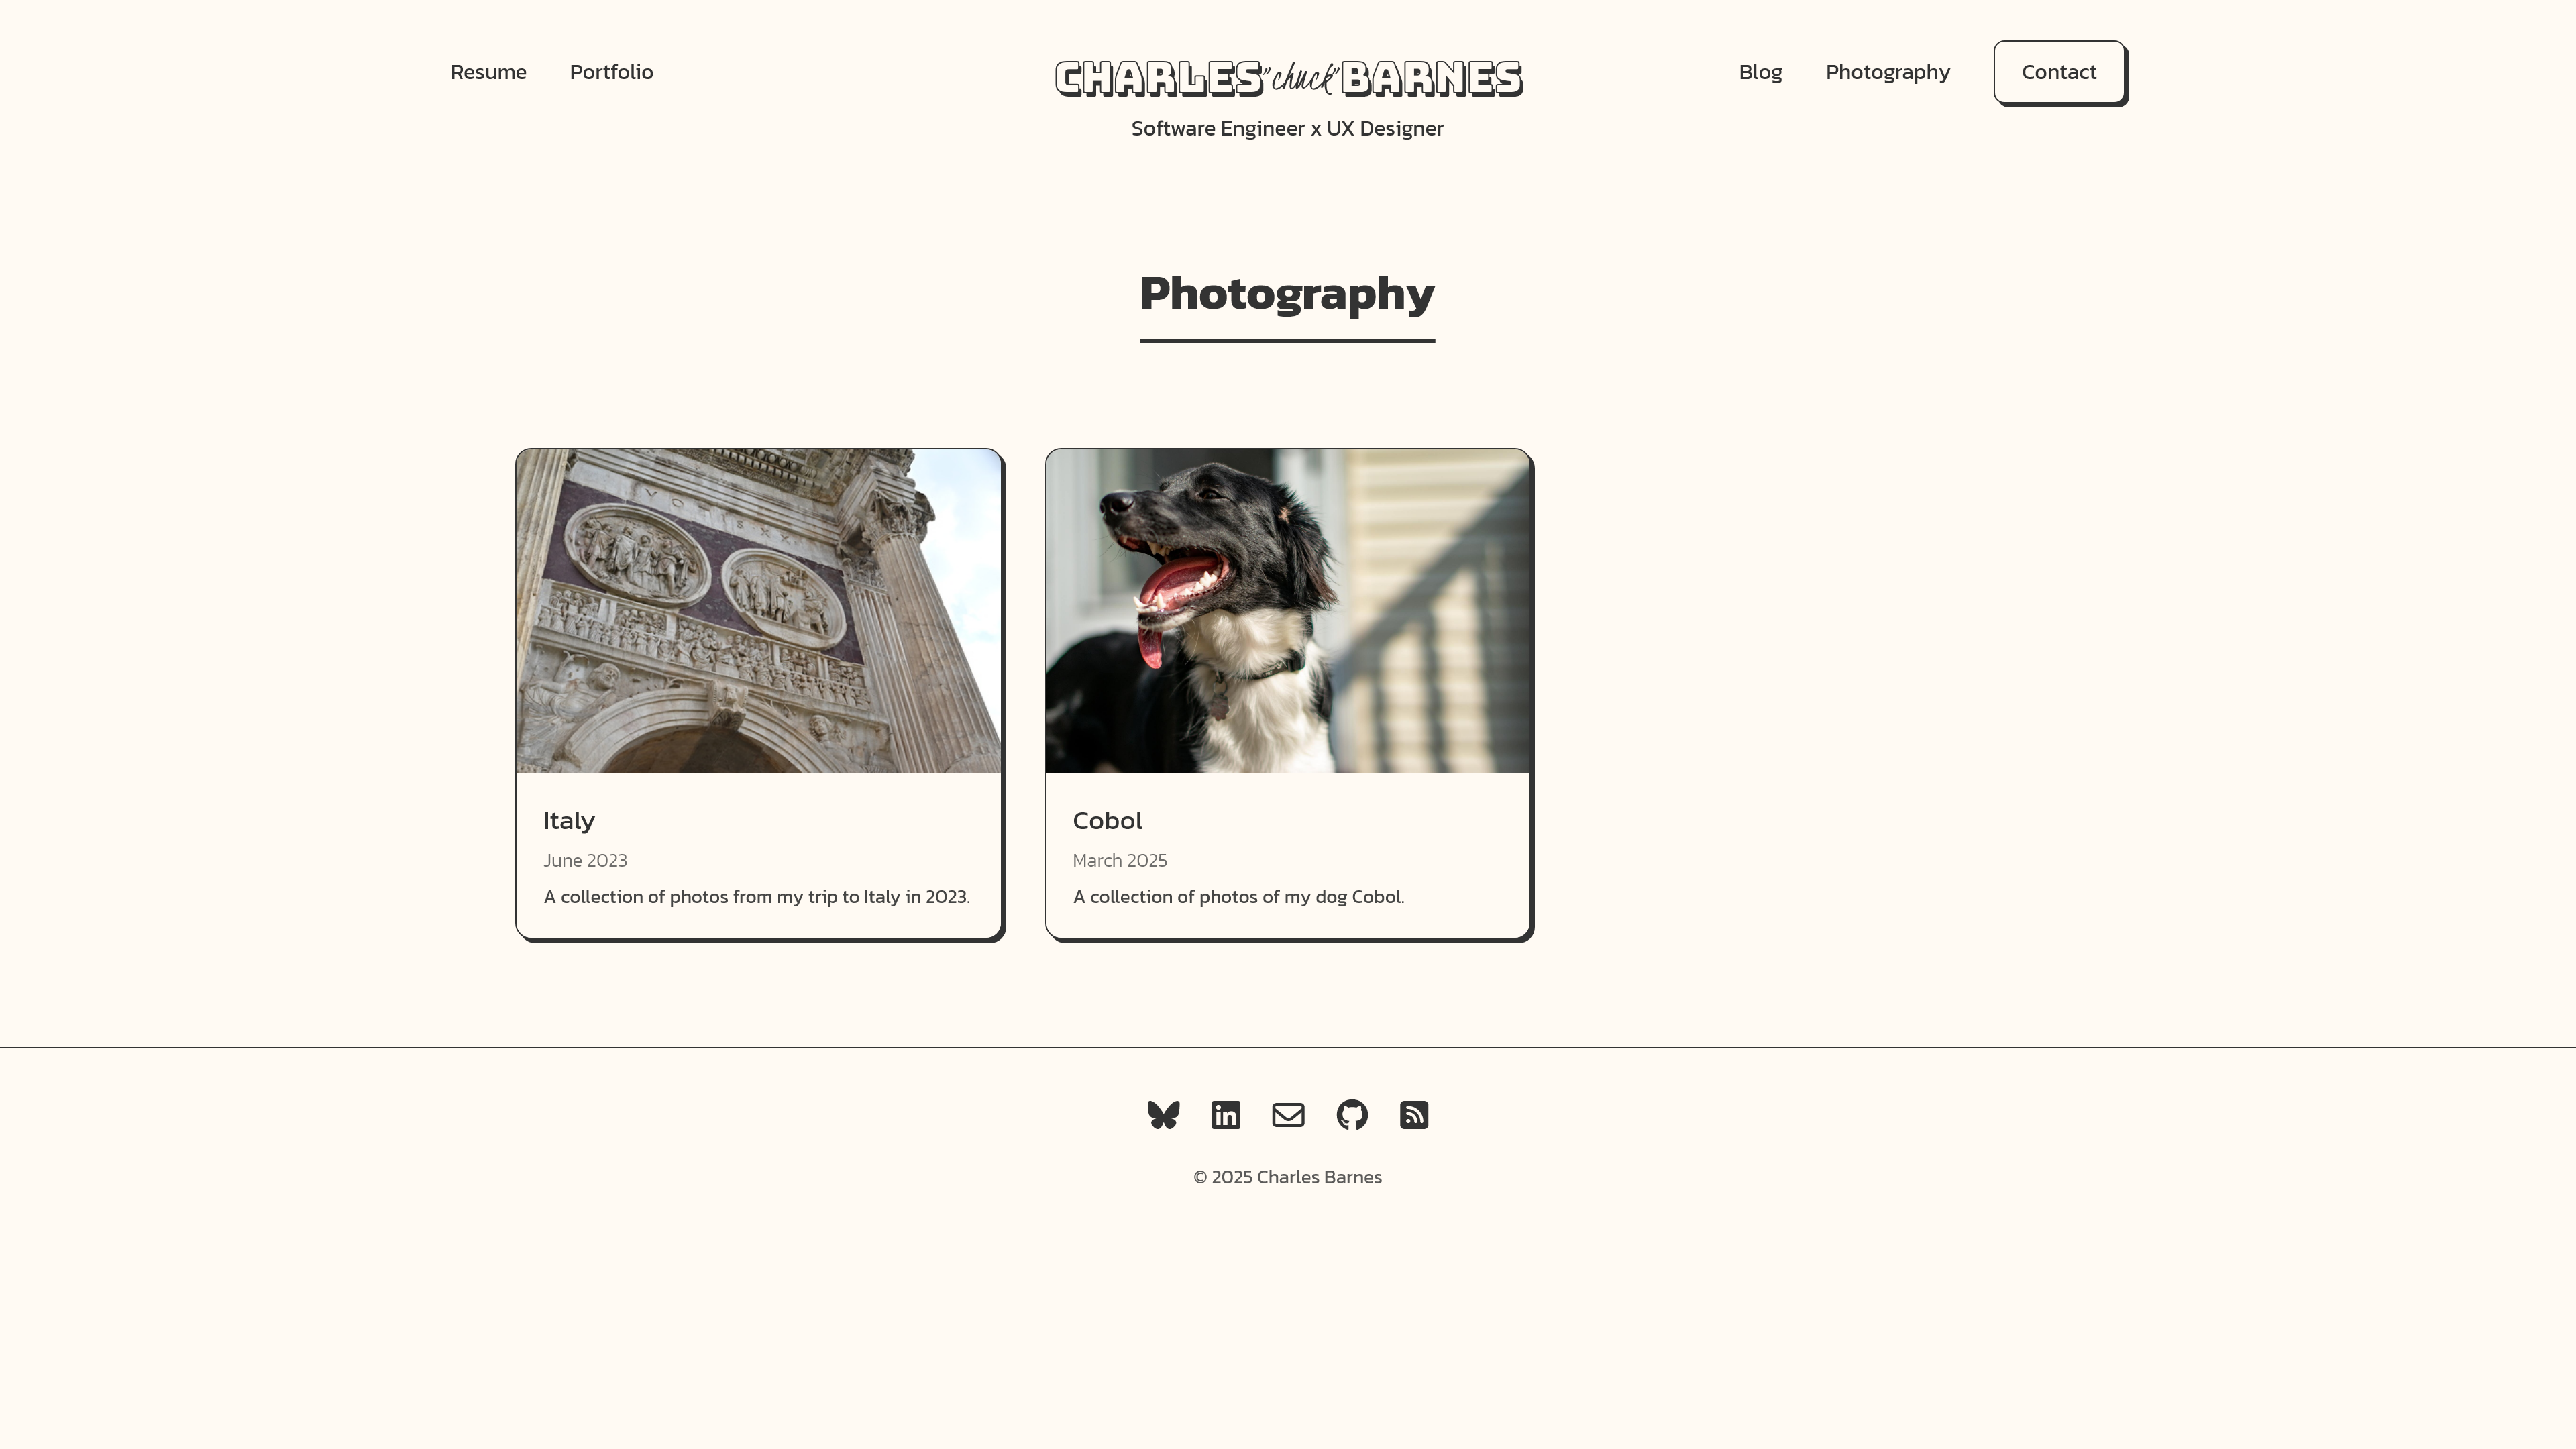 Resume Portfolio
CHARLES "chuck" BARNES
Software Engineer x UX Designer
Blog Photography Contact
Photography
VOTIS XX
Italy
June 2023
A collection of photos from my trip to Italy in 2023.
Cobol
March 2025
A collection of photos of my dog Cobol.
© 2025 Charles Barnes